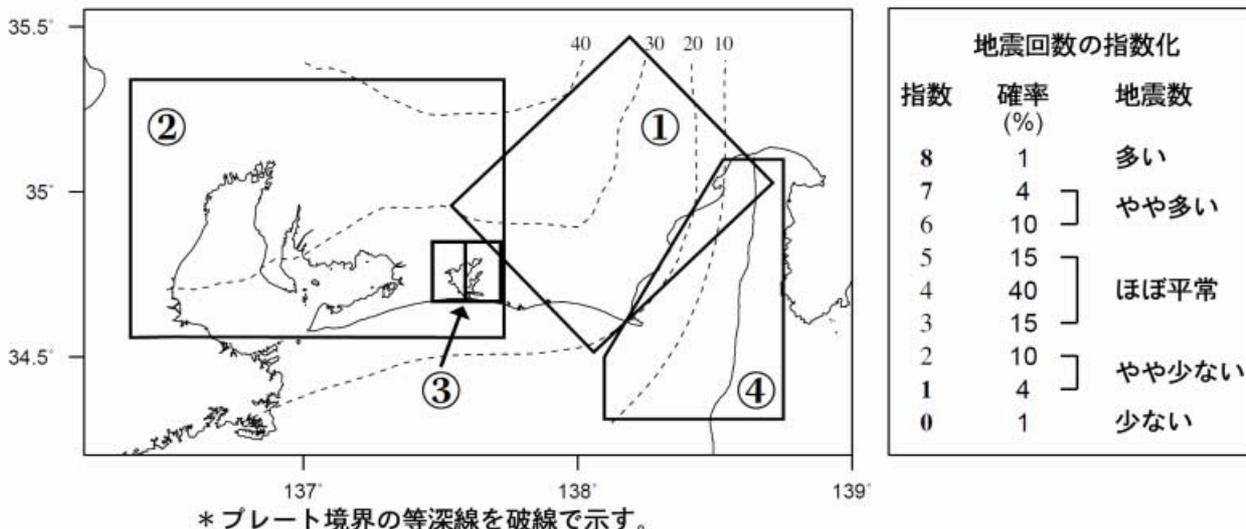 35.5°
35°
34.5°
137°
138°
139°
40 30 20 10
①
②
③
④
＊プレート境界の等深線を破線で示す。
地震回数の指数化
指数 確率 地震数
(%)
8 1 多い
7 4 やや多い
6 10
5 15
4 40 ほぼ平常
3 15
2 10 やや少ない
1 4
0 1 少ない